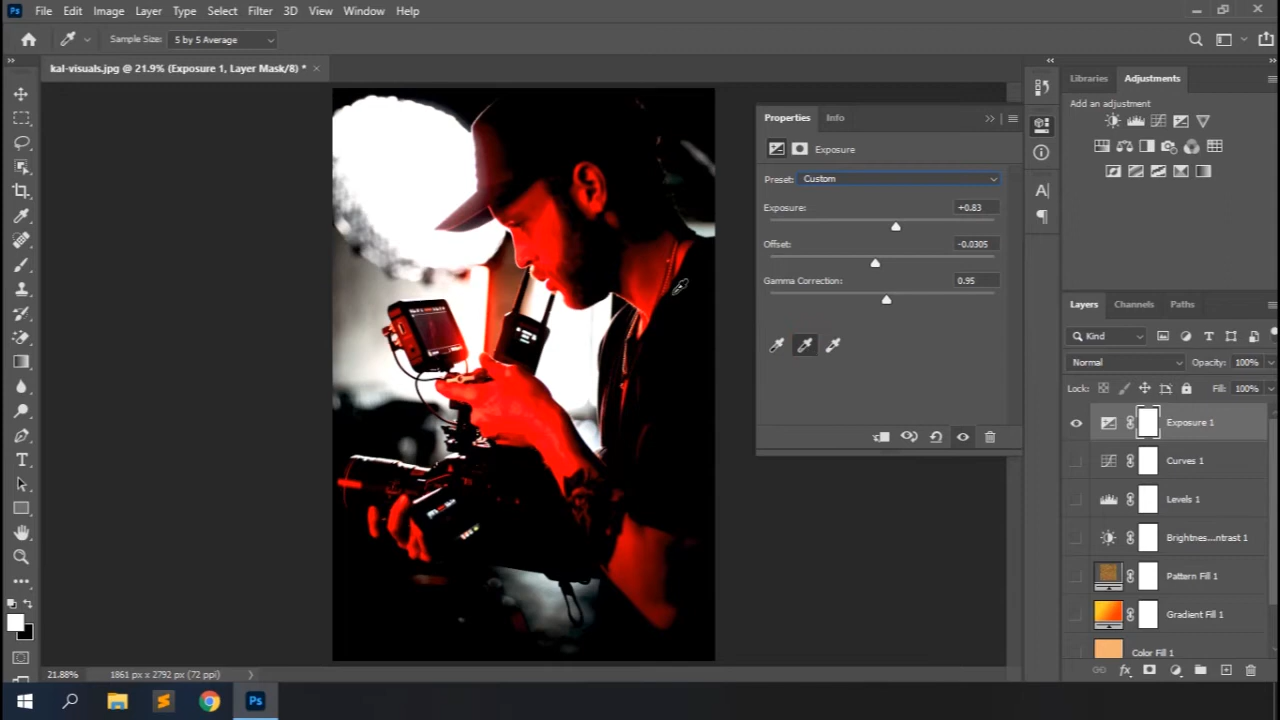 Ps File Edit Image Layer Type Select Filter 3D View Window Help
Sample Size: 5 by 5 Average
kal-visuals.jpg @ 21.9% (Exposure 1, Layer Mask/8) *
Properties Info
Exposure
Preset: Custom
Exposure: +0.83
Offset: -0.0305
Gamma Correction: 0.95
Libraries Adjustments
Add an adjustment
Layers Channels Paths
Kind
Normal Opacity: 100%
Lock: Fill: 100%
Exposure 1
Curves 1
Levels 1
Brightnes...ntrast 1
Pattern Fill 1
Gradient Fill 1
Color Fill 1
21.88% 1861 px x 2792 px (72 ppi)
Ps